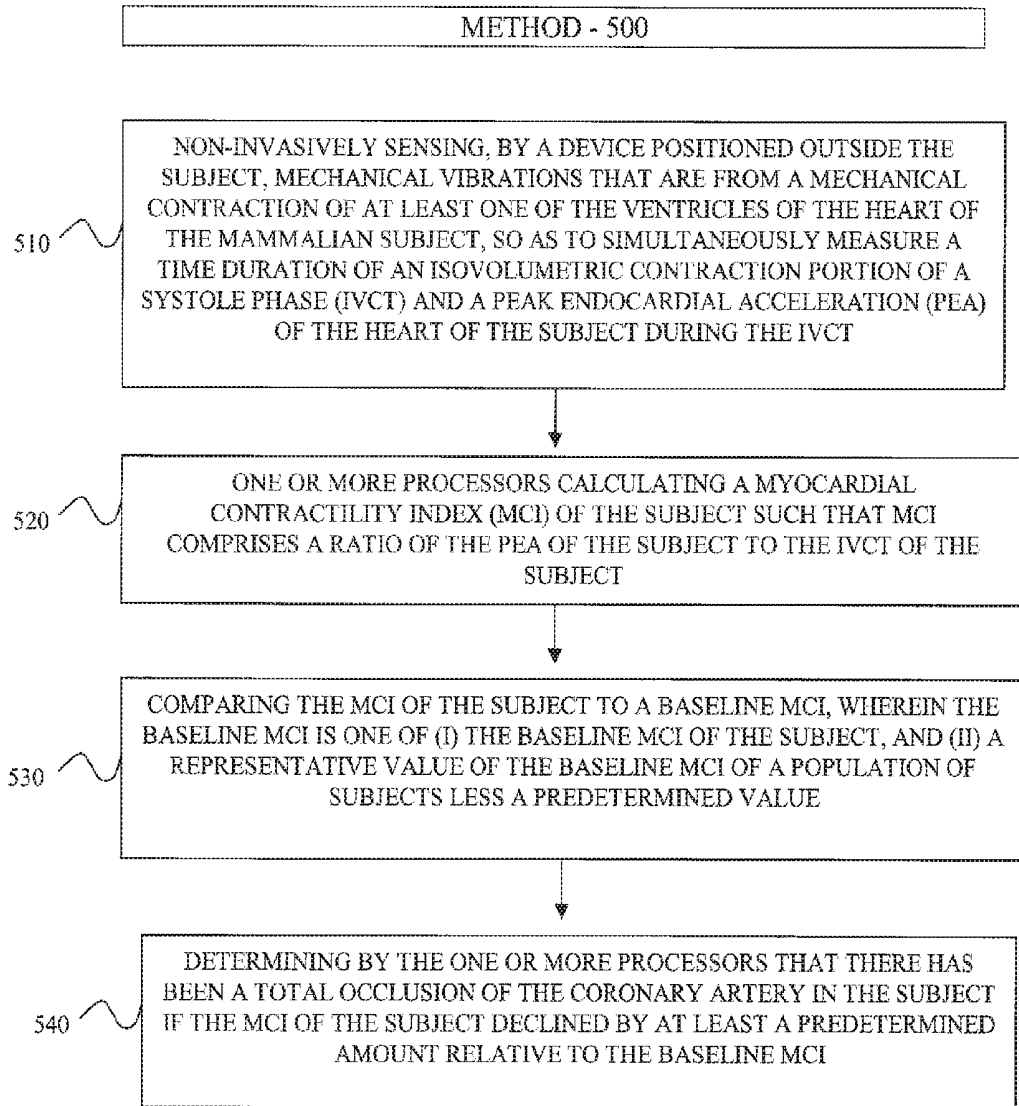 METHOD - 500
NON-INVASIVELY SENSING, BY A DEVICE POSITIONED OUTSIDE THE
SUBJECT, MECHANICAL VIBRATIONS THAT ARE FROM A MECHANICAL
CONTRACTION OF AT LEAST ONE OF THE VENTRICLES OF THE HEART OF
THE MAMMALIAN SUBJECT, SO AS TO SIMULTANEOUSLY MEASURE A
TIME DURATION OF AN ISOVOLUMETRIC CONTRACTION PORTION OF A
SYSTOLE PHASE (IVCT) AND A PEAK ENDOCARDIAL ACCELERATION (PEA)
OF THE HEART OF THE SUBJECT DURING THE IVCT
510
ONE OR MORE PROCESSORS CALCULATING A MYOCARDIAL
CONTRACTILITY INDEX (MCI) OF THE SUBJECT SUCH THAT MCI
COMPRISES A RATIO OF THE PEA OF THE SUBJECT TO THE IVCT OF THE
SUBJECT
520
COMPARING THE MCI OF THE SUBJECT TO A BASELINE MCI, WHEREIN THE
BASELINE MCI IS ONE OF (I) THE BASELINE MCI OF THE SUBJECT, AND (II) A
REPRESENTATIVE VALUE OF THE BASELINE MCI OF A POPULATION OF
SUBJECTS LESS A PREDETERMINED VALUE
530
DETERMINING BY THE ONE OR MORE PROCESSORS THAT THERE HAS
BEEN A TOTAL OCCLUSION OF THE CORONARY ARTERY IN THE SUBJECT
IF THE MCI OF THE SUBJECT DECLINED BY AT LEAST A PREDETERMINED
AMOUNT RELATIVE TO THE BASELINE MCI
540